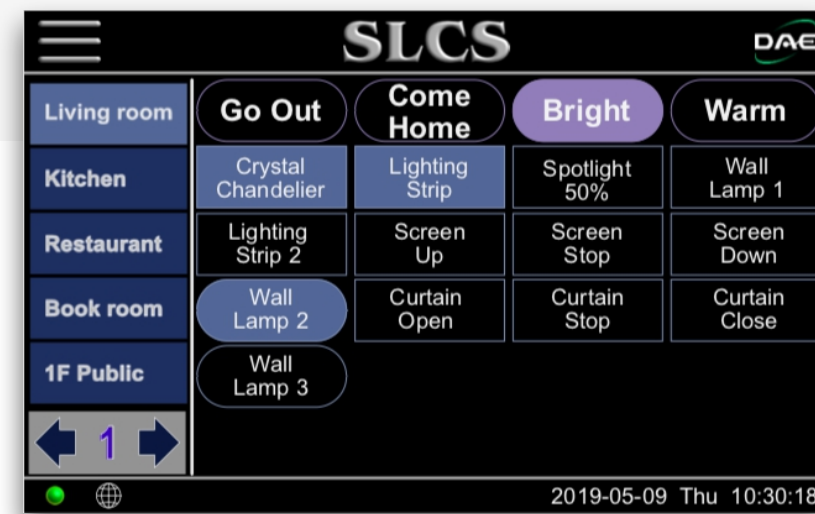 SLCS
DAE
Living room
Go Out
Come
Home
Bright
Warm
Kitchen
Crystal
Chandelier
Lighting
Strip
Spotlight
50%
Wall
Lamp 1
Restaurant
Lighting
Strip 2
Screen
Up
Screen
Stop
Screen
Down
Book room
Wall
Lamp 2
Curtain
Open
Curtain
Stop
Curtain
Close
1F Public
Wall
Lamp 3
1
2019-05-09 Thu 10:30:18